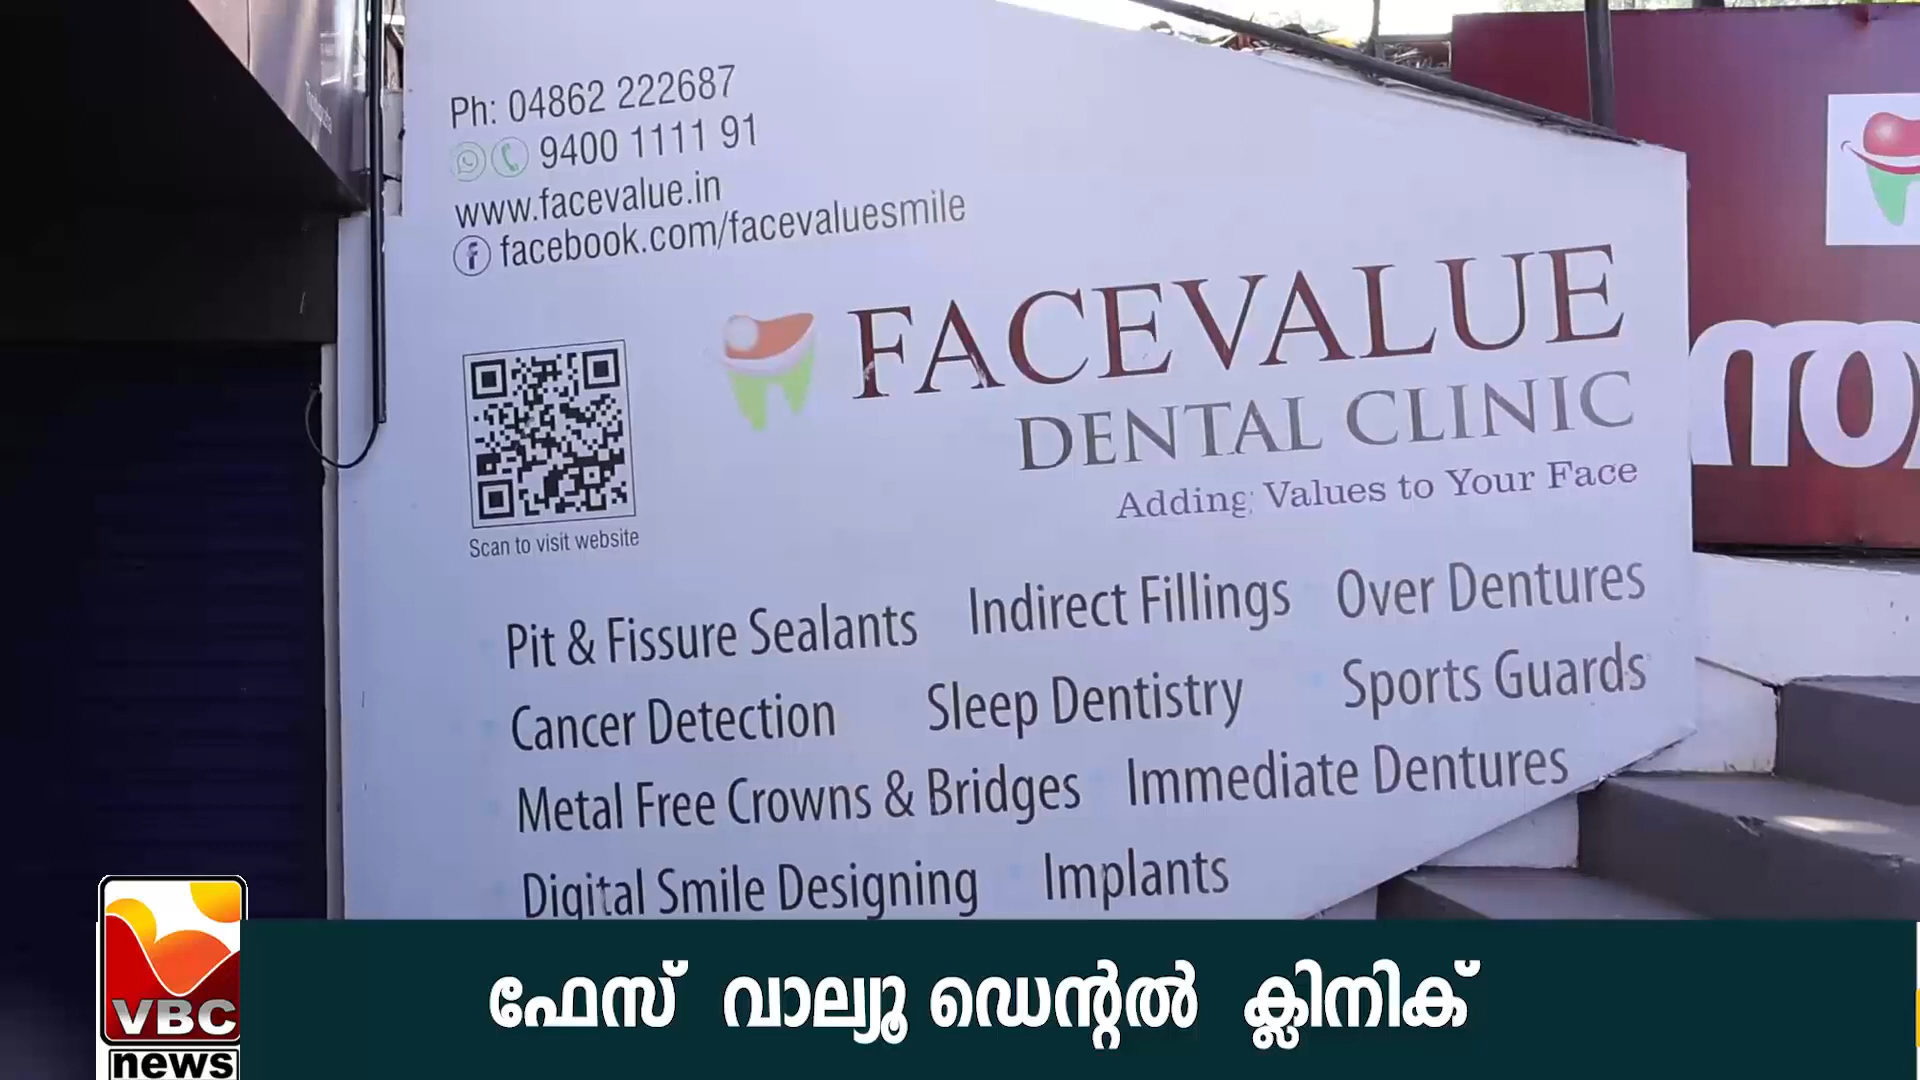 Ph: 04862 222687
9400 1111 91
www.facevalue.in
facebook.com/facevaluesmile
FACEVALUE
DENTAL CLINIC
Adding Values to Your Face
Scan to visit website
Pit & Fissure Sealants Indirect Fillings Over Dentures
Cancer Detection Sleep Dentistry Sports Guards
Metal Free Crowns & Bridges Immediate Dentures
Digital Smile Designing Implants
VBC
news
ഫേസ് വാല്യൂ ഡെന്റൽ ക്ലിനിക്